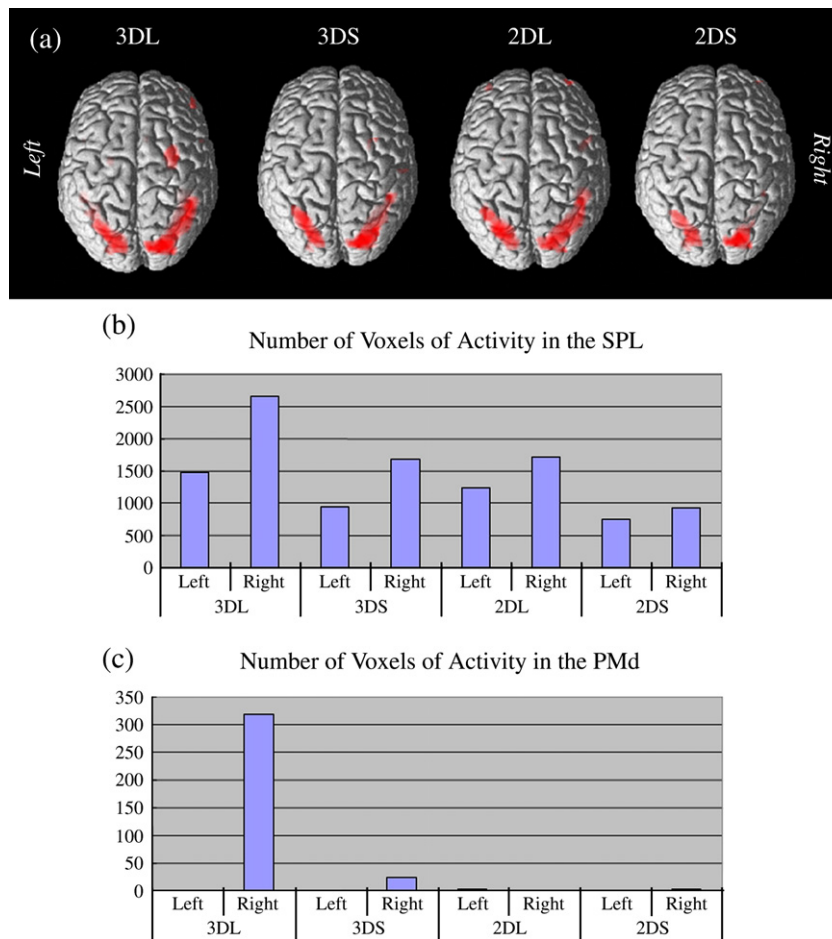 (a)
3DL 3DS 2DL 2DS
Left
Right
(b)
Number of Voxels of Activity in the SPL
3000
2500
2000
1500
1000
500
0
Left Right Left Right Left Right Left Right
3DL 3DS 2DL 2DS
(c)
Number of Voxels of Activity in the PMd
350
300
250
200
150
100
50
0
Left Right Left Right Left Right Left Right
3DL 3DS 2DL 2DS